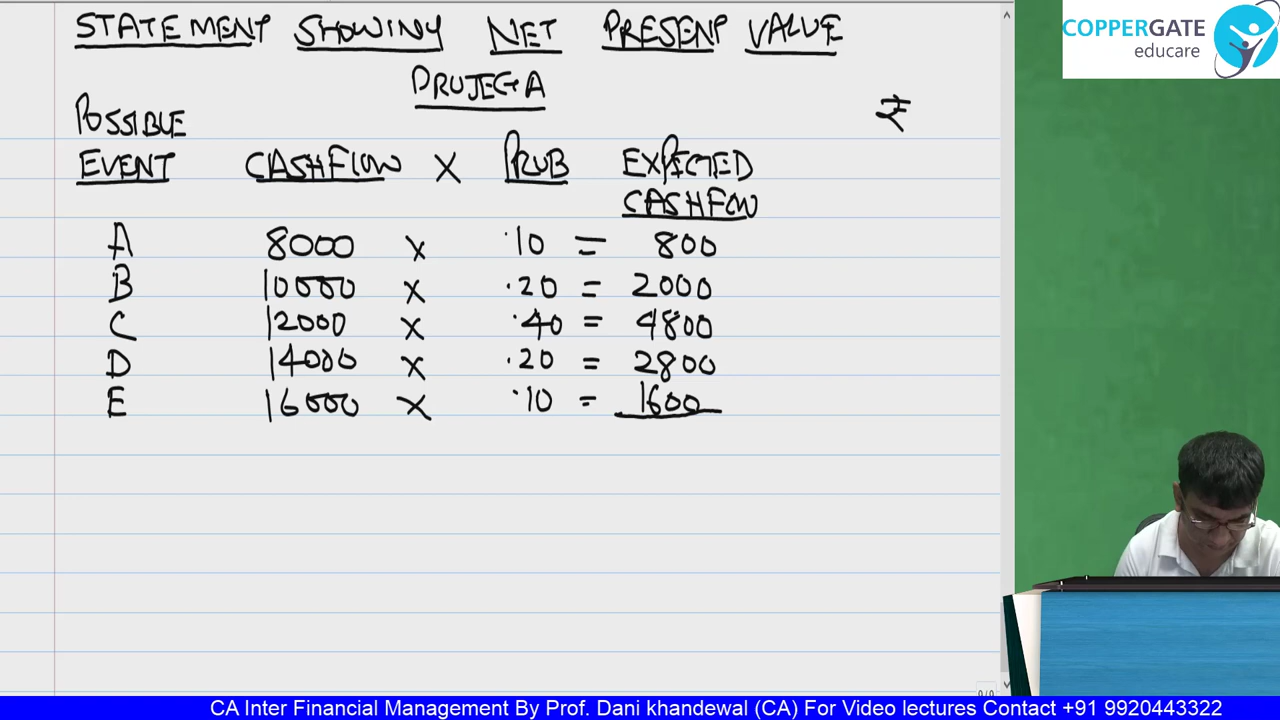 STATEMENT SHOWING NET PRESENT VALUE
PROJECT A
₹
POSSIBLE
EVENT CASHFLOW X PROB EXPECTED
CASHFLOW
A 8000 X .10 = 800
B 10000 X .20 = 2000
C 12000 X .40 = 4800
D 14000 X .20 = 2800
E 16000 X .10 = 1600
COPPERGATE
educare
CA Inter Financial Management By Prof. Dani khandewal (CA) For Video lectures Contact +91 9920443322